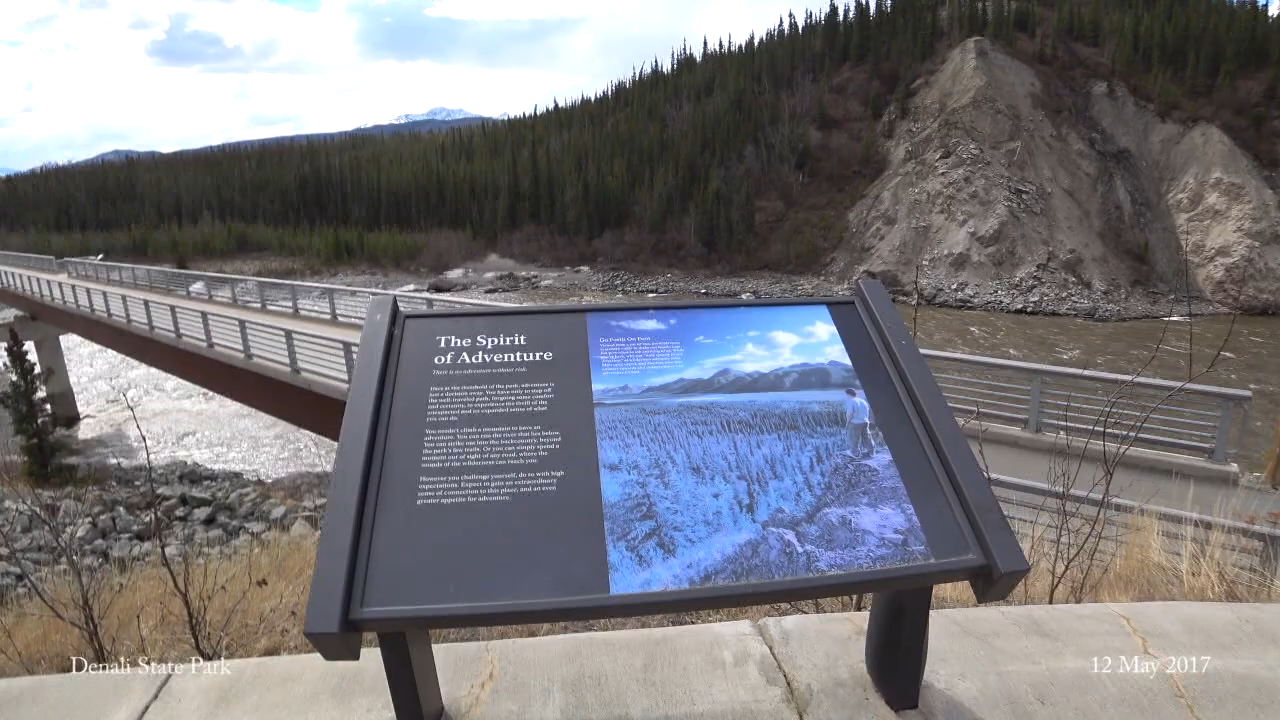 The Spirit
of Adventure
There is no adventure without risk.
Here at the threshold of the park, adventure is
just a decision away. You have only to step off
the well-traveled path, forgoing some comfort
and certainty, to experience the thrill of the
unexpected and its expanded sense of what
you can do.
You needn't climb a mountain to have an
adventure. You can run the river that lies below.
You can strike out into the backcountry, beyond
the park's few trails. Or you can simply spend a
moment out of sight of any road, where the
sounds of the wilderness can reach you.
However you challenge yourself, do so with high
expectations. Expect to gain an extraordinary
sense of connection to this place, and an even
greater appetite for adventure.
Go Forth On Foot
Denali State Park
12 May 2017